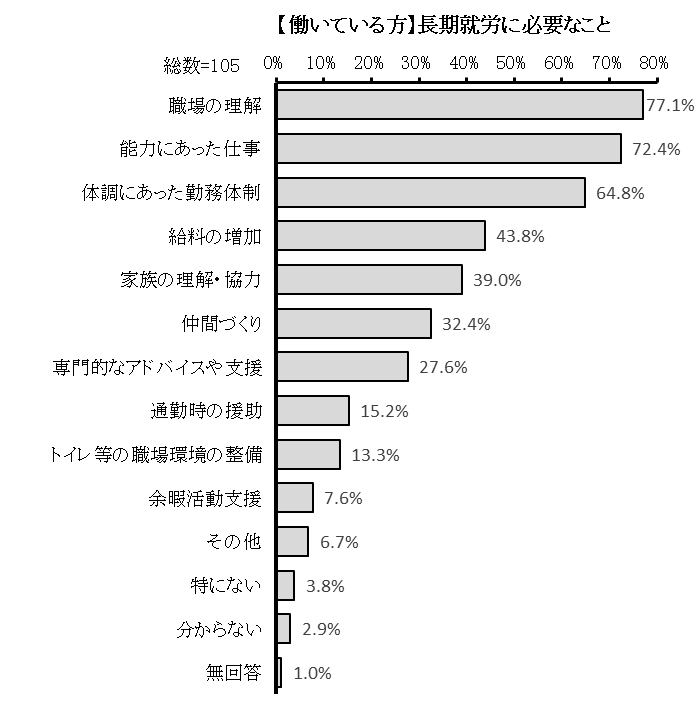 【働いている方】長期就労に必要なこと
総数=105 0% 10% 20% 30% 40% 50% 60% 70% 80%
職場の理解 77.1%
能力にあった仕事 72.4%
体調にあった勤務体制 64.8%
給料の増加 43.8%
家族の理解・協力 39.0%
仲間づくり 32.4%
専門的なアドバイスや支援 27.6%
通勤時の援助 15.2%
トイレ等の職場環境の整備 13.3%
余暇活動支援 7.6%
その他 6.7%
特にない 3.8%
分からない 2.9%
無回答 1.0%